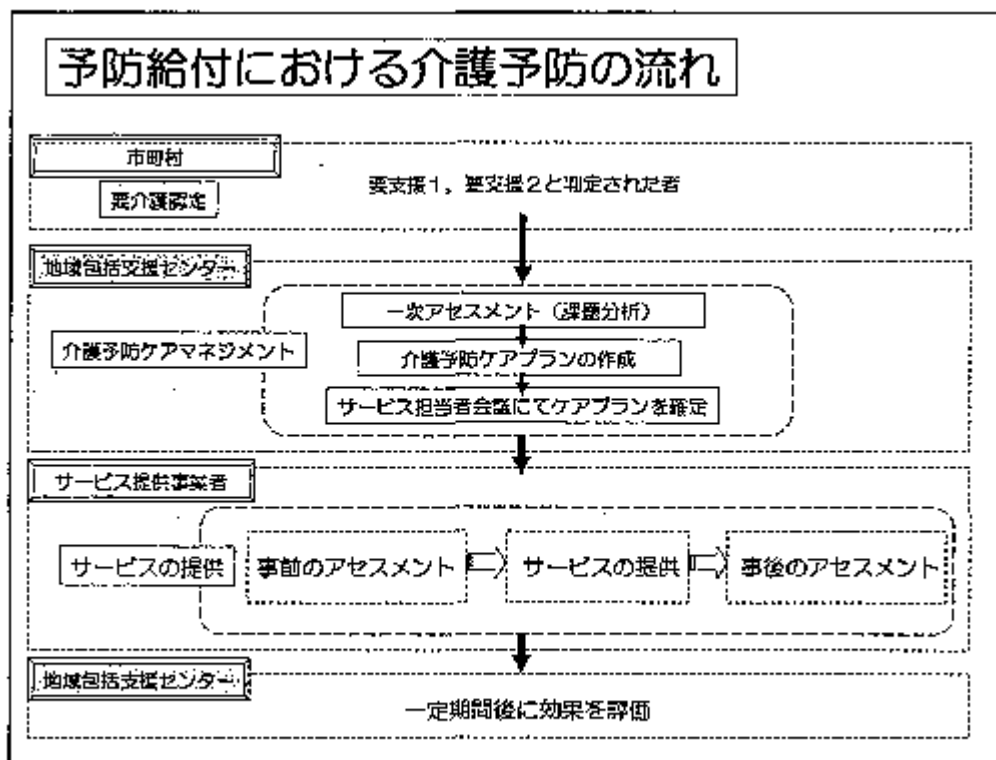 予防給付における介護予防の流れ
市町村
要介護認定
要支援1，要支援2と判定された者
地域包括支援センター
介護予防ケアマネジメント
一次アセスメント（課題分析）
介護予防ケアプランの作成
サービス担当者会議にてケアプランを確定
サービス提供事業者
サービスの提供
事前のアセスメント
サービスの提供
事後のアセスメント
地域包括支援センター
一定期間後に効果を評価